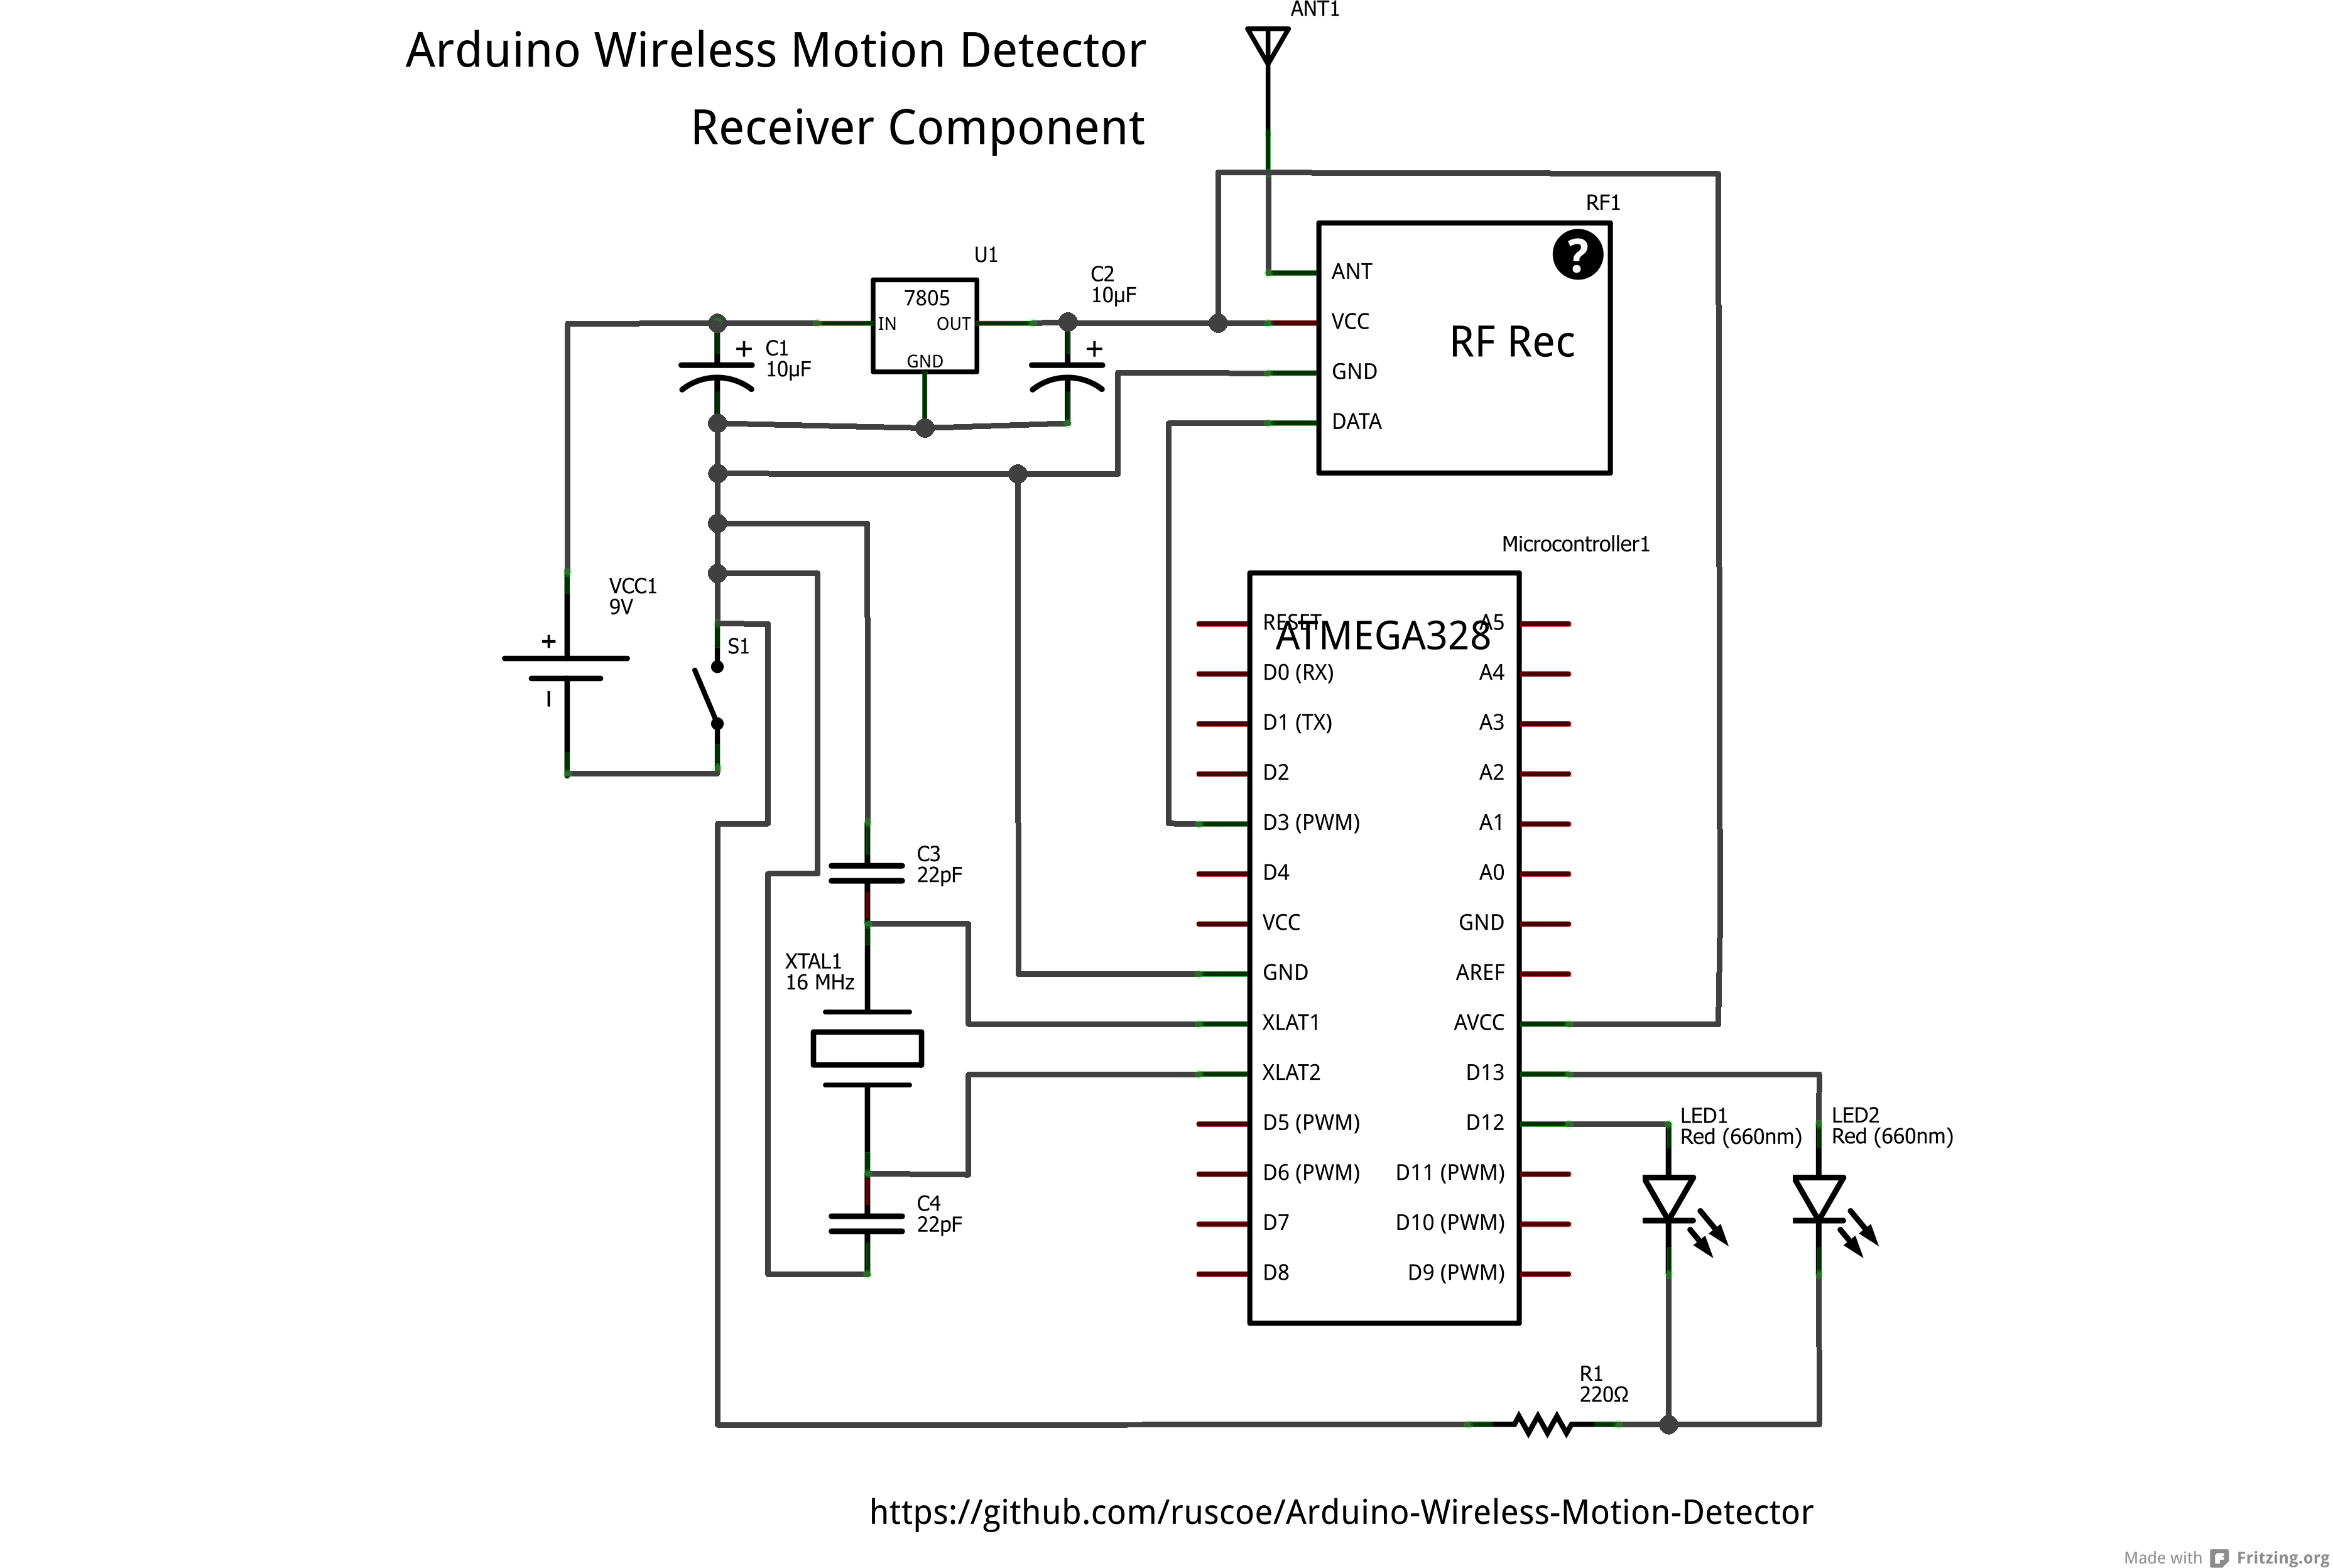 ANT1
Arduino Wireless Motion Detector
Receiver Component
RF1
?
ANT
VCC
RF Rec
GND
DATA
U1
7805
IN
OUT
GND
C2
10µF
+
C1
10µF
+
VCC1
9V
+
–
S1
Microcontroller1
ATMEGA328
RESET
A5
D0 (RX)
A4
D1 (TX)
A3
D2
A2
D3 (PWM)
A1
D4
A0
VCC
GND
GND
AREF
XLAT1
AVCC
XLAT2
D13
D5 (PWM)
D12
D6 (PWM)
D11 (PWM)
D7
D10 (PWM)
D8
D9 (PWM)
C3
22pF
XTAL1
16 MHz
C4
22pF
LED1
Red (660nm)
LED2
Red (660nm)
R1
220Ω
https://github.com/ruscoe/Arduino-Wireless-Motion-Detector
Made with Fritzing.org